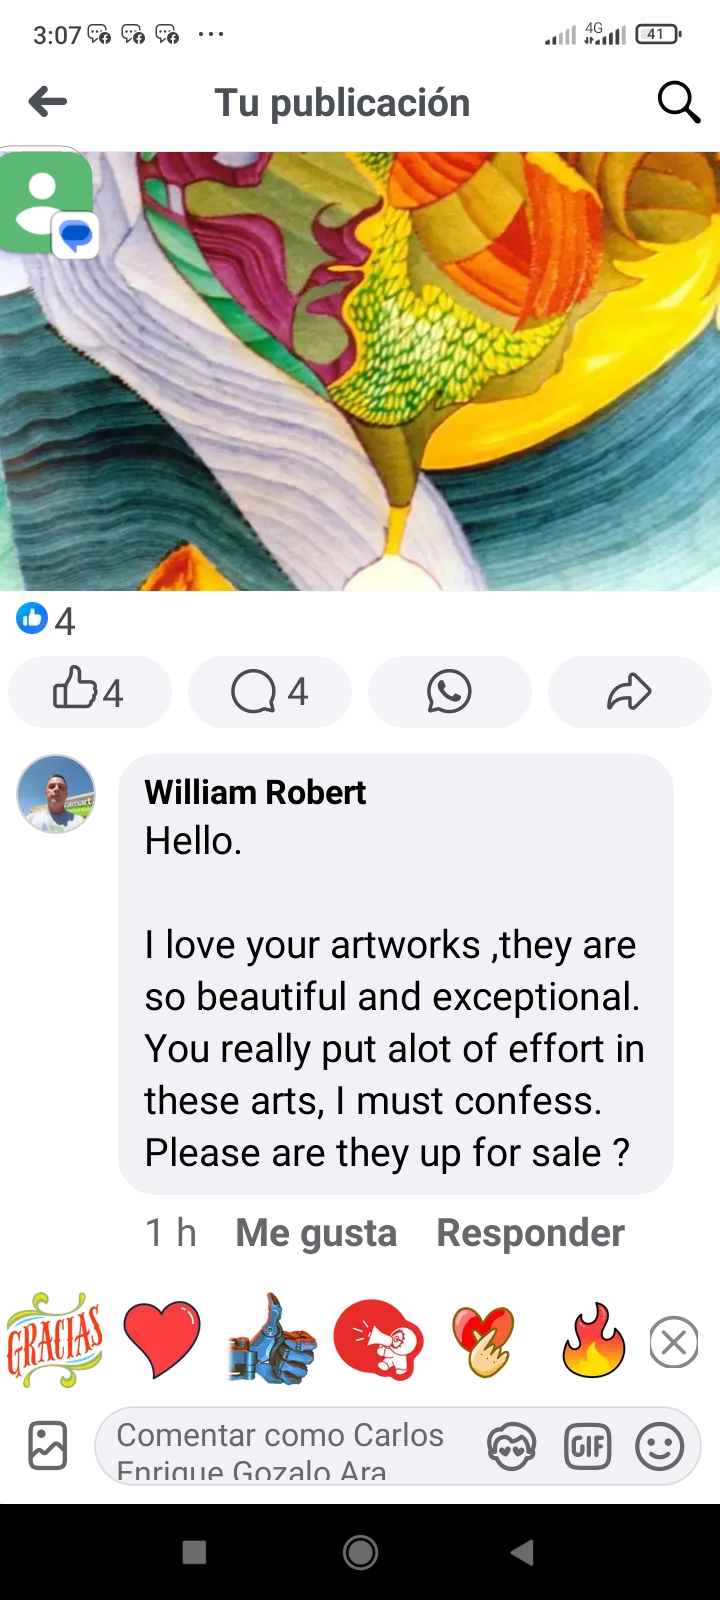 3:07 4G 41
Tu publicación
4
4 4
William Robert
Hello.
I love your artworks ,they are
so beautiful and exceptional.
You really put alot of effort in
these arts, I must confess.
Please are they up for sale ?
1 h Me gusta Responder
GRACIAS
Comentar como Carlos
Enrique Gozalo Ara
GIF